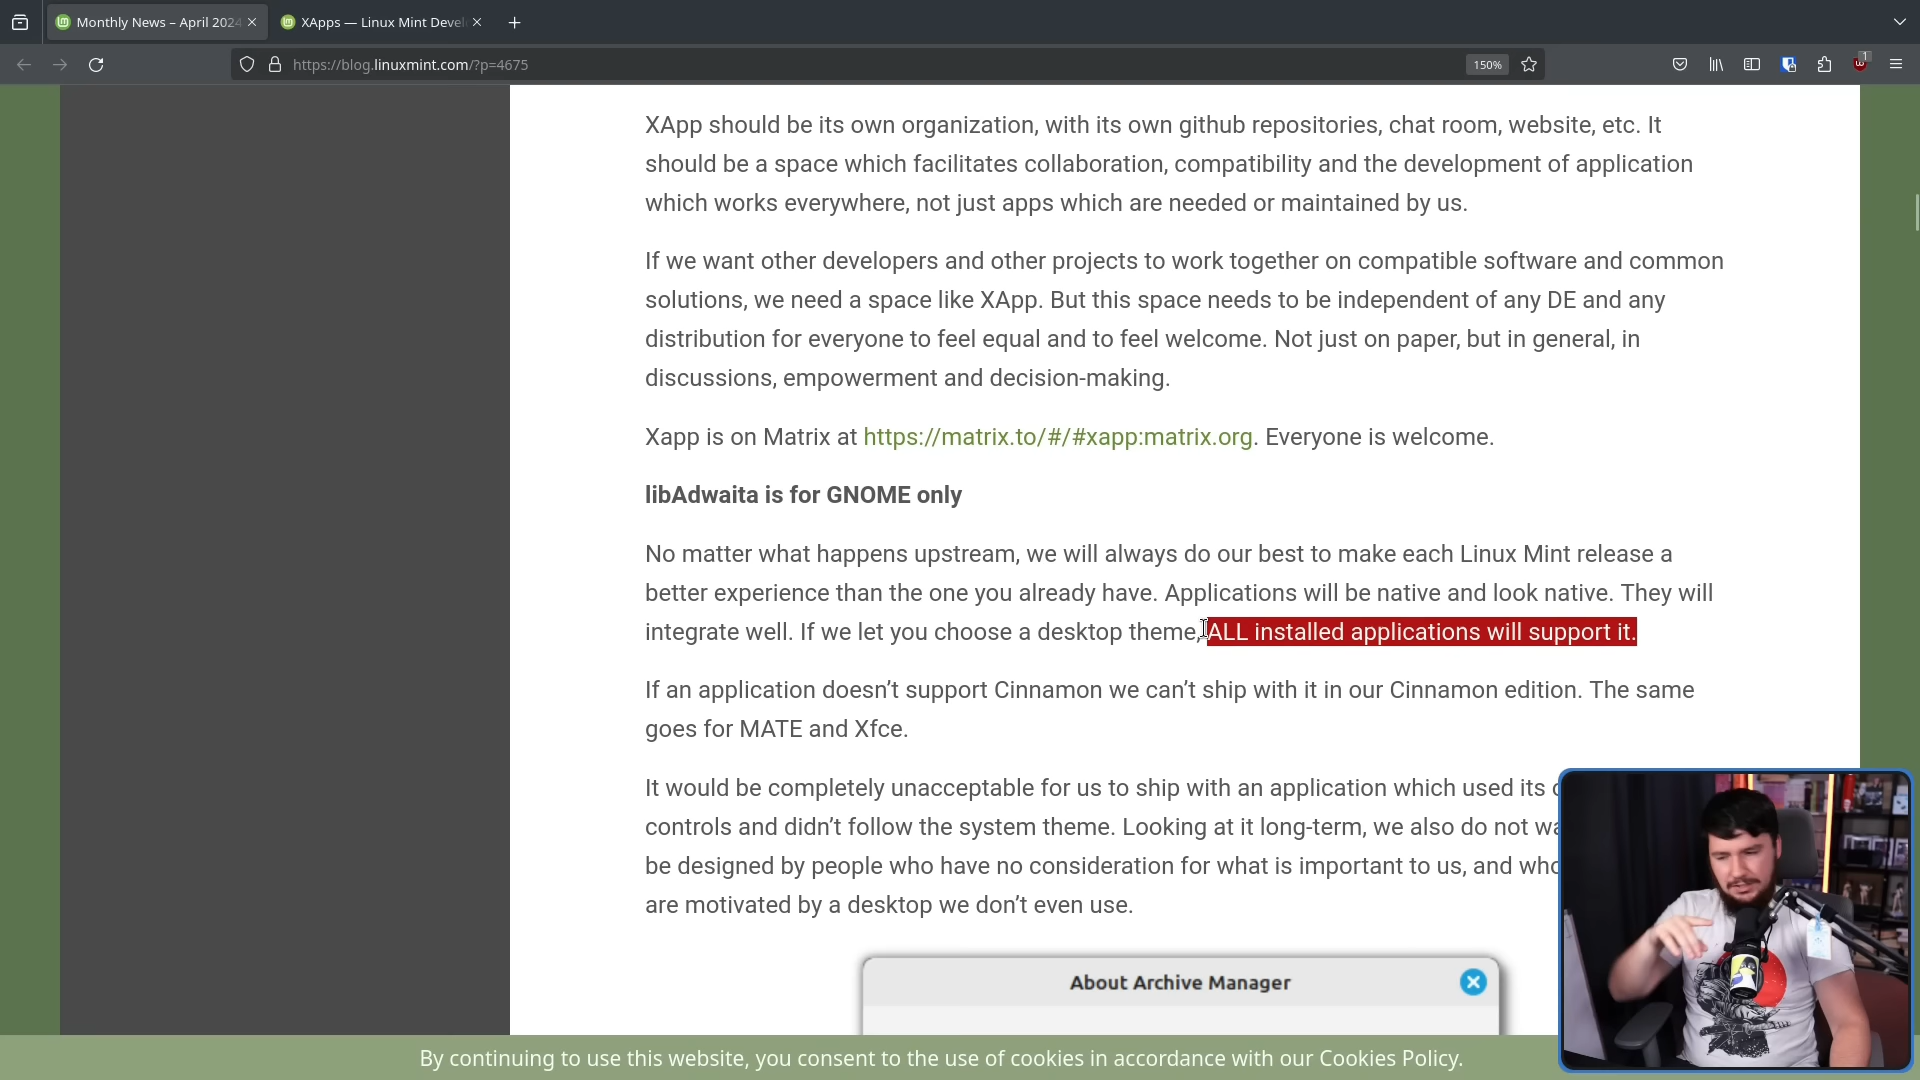 Monthly News – April 2024
XApps — Linux Mint Devel
https://blog.linuxmint.com/?p=4675
150%
1
XApp should be its own organization, with its own github repositories, chat room, website, etc. It
should be a space which facilitates collaboration, compatibility and the development of application
which works everywhere, not just apps which are needed or maintained by us.
If we want other developers and other projects to work together on compatible software and common
solutions, we need a space like XApp. But this space needs to be independent of any DE and any
distribution for everyone to feel equal and to feel welcome. Not just on paper, but in general, in
discussions, empowerment and decision-making.
Xapp is on Matrix at https://matrix.to/#/#xapp:matrix.org. Everyone is welcome.
libAdwaita is for GNOME only
No matter what happens upstream, we will always do our best to make each Linux Mint release a
better experience than the one you already have. Applications will be native and look native. They will
integrate well. If we let you choose a desktop theme, ALL installed applications will support it.
If an application doesn’t support Cinnamon we can’t ship with it in our Cinnamon edition. The same
goes for MATE and Xfce.
It would be completely unacceptable for us to ship with an application which used its
controls and didn’t follow the system theme. Looking at it long-term, we also do not
be designed by people who have no consideration for what is important to us, and
are motivated by a desktop we don’t even use.
About Archive Manager
By continuing to use this website, you consent to the use of cookies in accordance with our Cookies Policy.